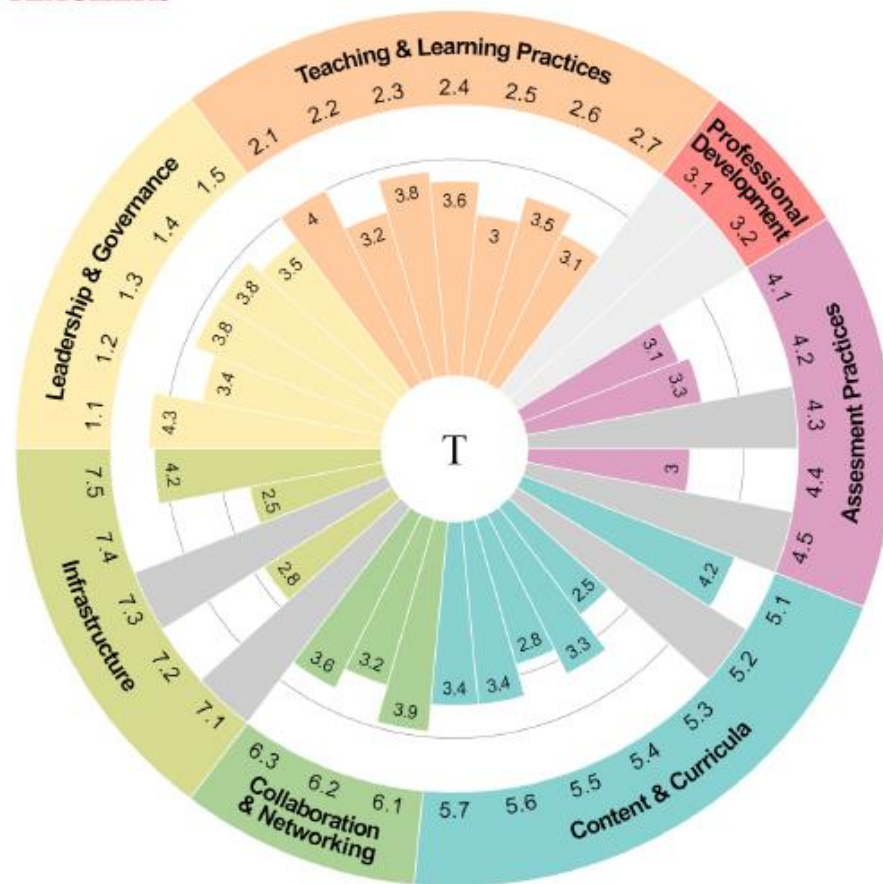 Teaching & Learning Practices
2.1 2.2 2.3 2.4 2.5 2.6 2.7
4 3.2 3.8 3.6 3 3.5 3.1
Professional
Development
3.1 3.2
Assesment Practices
4.1 4.2 4.3 4.4 4.5
3.1 3.3 3
Content & Curricula
5.1 5.2 5.3 5.4 5.5 5.6 5.7
4.2 2.5 3.3 2.8 3.4 3.4
Collaboration
& Networking
6.1 6.2 6.3
3.9 3.2 3.6
Infrastructure
7.1 7.2 7.3 7.4 7.5
2.8 2.5 4.2
Leadership & Governance
1.1 1.2 1.3 1.4 1.5
4.3 3.4 3.8 3.8 3.5
T